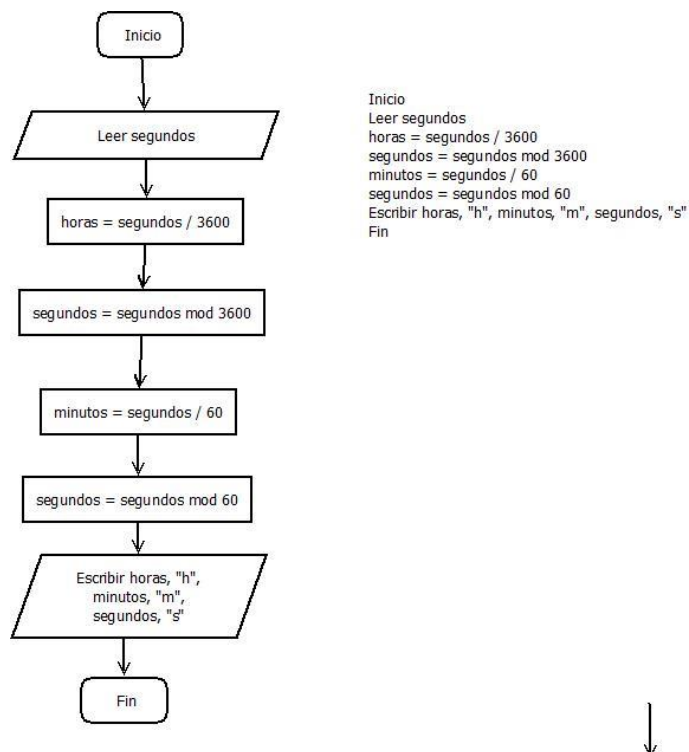 Inicio
Leer segundos
horas = segundos / 3600
segundos = segundos mod 3600
minutos = segundos / 60
segundos = segundos mod 60
Escribir horas, "h",
minutos, "m",
segundos, "s"
Fin
Inicio
Leer segundos
horas = segundos / 3600
segundos = segundos mod 3600
minutos = segundos / 60
segundos = segundos mod 60
Escribir horas, "h", minutos, "m", segundos, "s"
Fin